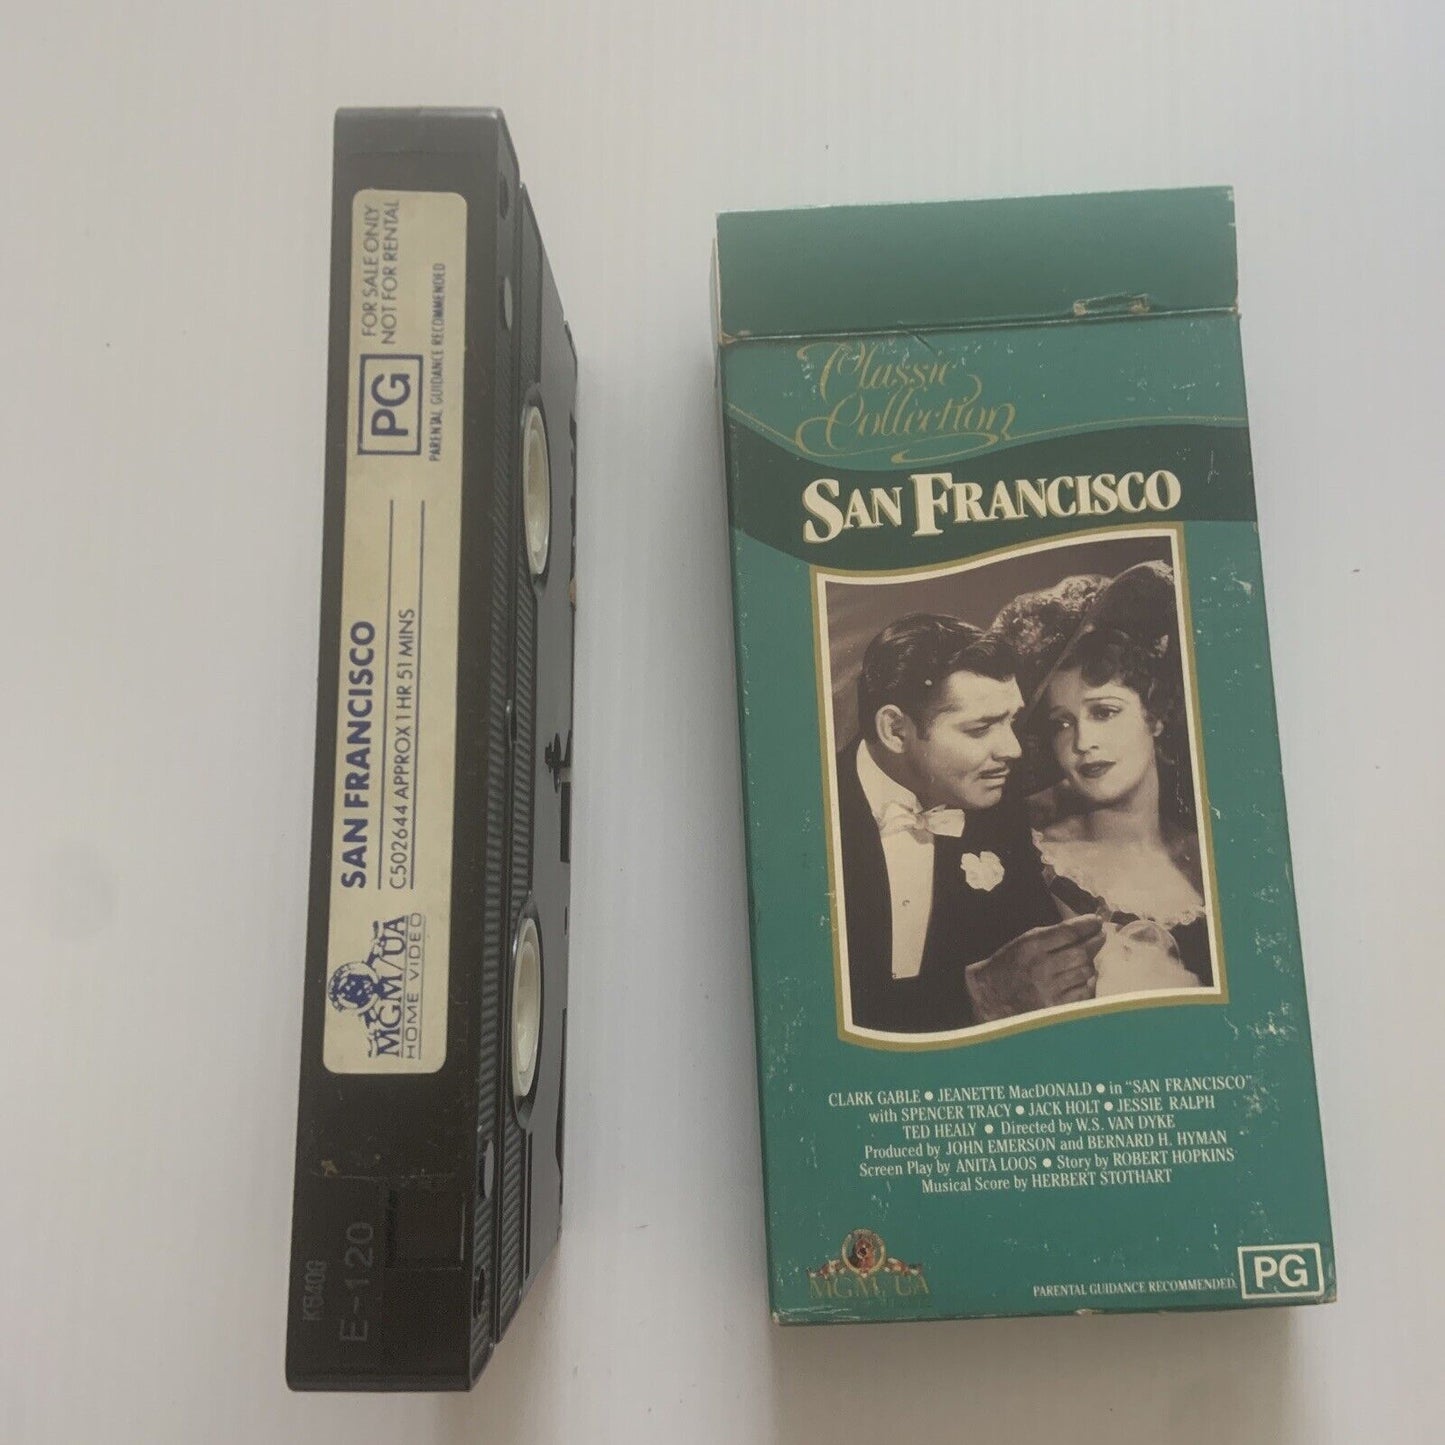 FOR SALE ONLY
NOT FOR RENTAL
PG
PARENTAL GUIDANCE RECOMMENDED
SAN FRANCISCO
C502644 APPROX 1 HR 51 MINS
MGM/UA
HOME VIDEO
E-120
Classic
Collection
SAN FRANCISCO
CLARK GABLE • JEANETTE MacDONALD • in "SAN FRANCISCO"
with SPENCER TRACY • JACK HOLT • JESSIE RALPH
TED HEALY • Directed by W.S. VAN DYKE
Produced by JOHN EMERSON and BERNARD H. HYMAN
Screen Play by ANITA LOOS • Story by ROBERT HOPKINS
Musical Score by HERBERT STOTHART
MGM/UA
PARENTAL GUIDANCE RECOMMENDED
PG